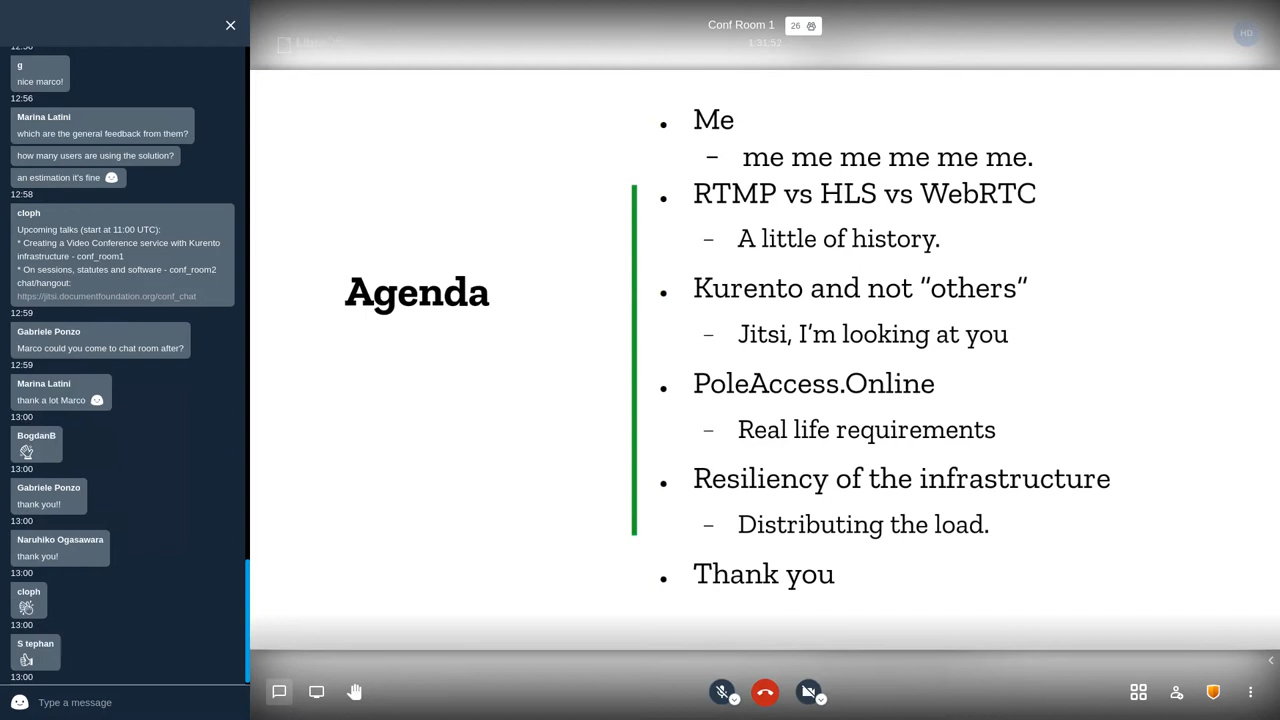 g
nice marco!
12:56
Marina Latini
which are the general feedback from them?
how many users are using the solution?
an estimation it's fine
12:58
cloph
Upcoming talks (start at 11:00 UTC):
* Creating a Video Conference service with Kurento
infrastructure - conf_room1
* On sessions, statutes and software - conf_room2
chat/hangout:
https://jitsi.documentfoundation.org/conf_chat
12:59
Gabriele Ponzo
Marco could you come to chat room after?
12:59
Marina Latini
thank a lot Marco
13:00
BogdanB
13:00
Gabriele Ponzo
thank you!!
13:00
Naruhiko Ogasawara
thank you!
13:00
cloph
13:00
S tephan
13:00
Type a message
Conf Room 1 26
1:31:52
HD
Agenda
• Me
– me me me me me me.
• RTMP vs HLS vs WebRTC
– A little of history.
• Kurento and not “others“
– Jitsi, I’m looking at you
• PoleAccess.Online
– Real life requirements
• Resiliency of the infrastructure
– Distributing the load.
• Thank you